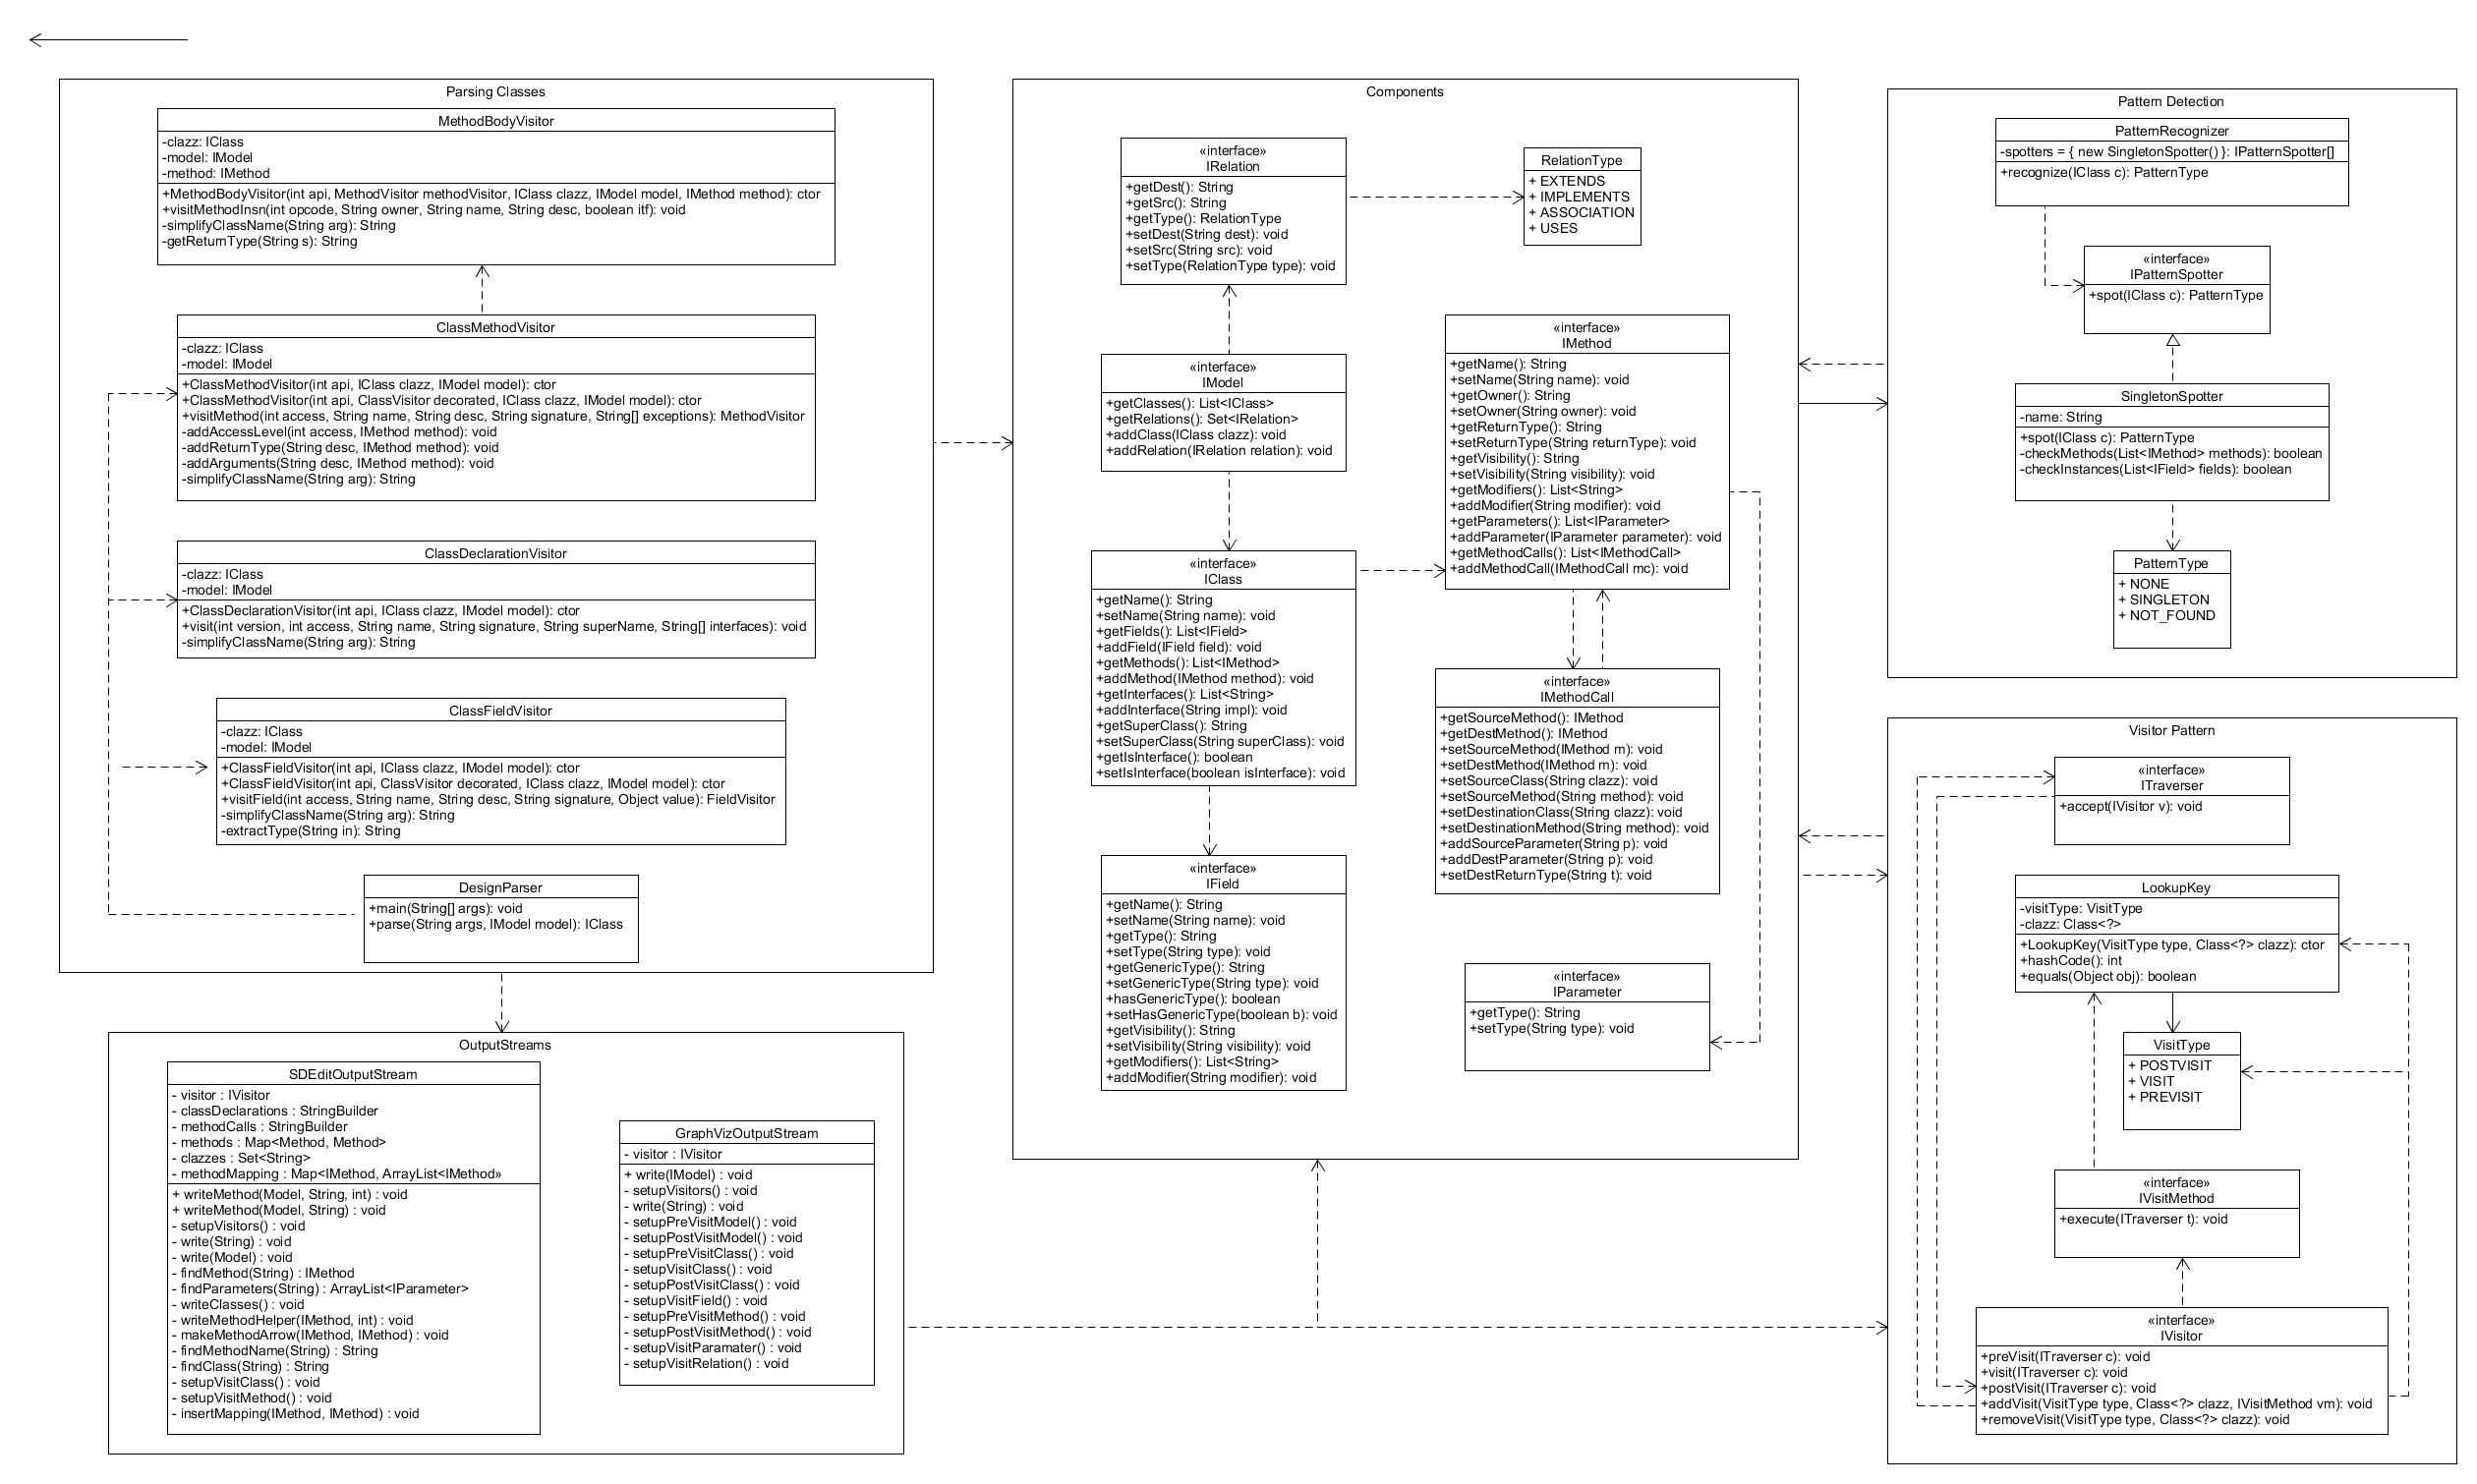 Parsing Classes
MethodBodyVisitor
-clazz: IClass
-model: IModel
-method: IMethod
+MethodBodyVisitor(int api, MethodVisitor methodVisitor, IClass clazz, IModel model, IMethod method): ctor
+visitMethodInsn(int opcode, String owner, String name, String desc, boolean itf): void
-simplifyClassName(String arg): String
-getReturnType(String s): String
ClassMethodVisitor
-clazz: IClass
-model: IModel
+ClassMethodVisitor(int api, IClass clazz, IModel model): ctor
+ClassMethodVisitor(int api, ClassVisitor decorated, IClass clazz, IModel model): ctor
+visitMethod(int access, String name, String desc, String signature, String[] exceptions): MethodVisitor
-addAccessLevel(int access, IMethod method): void
-addReturnType(String desc, IMethod method): void
-addArguments(String desc, IMethod method): void
-simplifyClassName(String arg): String
ClassDeclarationVisitor
-clazz: IClass
-model: IModel
+ClassDeclarationVisitor(int api, IClass clazz, IModel model): ctor
+visit(int version, int access, String name, String signature, String superName, String[] interfaces): void
-simplifyClassName(String arg): String
ClassFieldVisitor
-clazz: IClass
-model: IModel
+ClassFieldVisitor(int api, IClass clazz, IModel model): ctor
+ClassFieldVisitor(int api, ClassVisitor decorated, IClass clazz, IModel model): ctor
+visitField(int access, String name, String desc, String signature, Object value): FieldVisitor
-simplifyClassName(String arg): String
-extractType(String in): String
DesignParser
+main(String[] args): void
+parse(String args, IModel model): IClass
OutputStreams
SDEditOutputStream
- visitor : IVisitor
- classDeclarations : StringBuilder
- methodCalls : StringBuilder
- methods : Map<Method, Method>
- clazzes : Set<String>
- methodMapping : Map<IMethod, ArrayList<IMethod»
+ writeMethod(Model, String, int) : void
+ writeMethod(Model, String) : void
- setupVisitors() : void
- write(String) : void
- write(Model) : void
- findMethod(String) : IMethod
- findParameters(String) : ArrayList<IParameter>
- writeClasses() : void
- writeMethodHelper(IMethod, int) : void
- makeMethodArrow(IMethod, IMethod) : void
- findMethodName(String) : String
- findClass(String) : String
- setupVisitClass() : void
- setupVisitMethod() : void
- insertMapping(IMethod, IMethod) : void
GraphVizOutputStream
- visitor : IVisitor
+ write(IModel) : void
- setupVisitors() : void
- write(String) : void
- setupPreVisitModel() : void
- setupPostVisitModel() : void
- setupPreVisitClass() : void
- setupVisitClass() : void
- setupPostVisitClass() : void
- setupVisitField() : void
- setupPreVisitMethod() : void
- setupPostVisitMethod() : void
- setupVisitParamater() : void
- setupVisitRelation() : void
Components
«interface»
IRelation
+getDest(): String
+getSrc(): String
+getType(): RelationType
+setDest(String dest): void
+setSrc(String src): void
+setType(RelationType type): void
RelationType
+ EXTENDS
+ IMPLEMENTS
+ ASSOCIATION
+ USES
«interface»
IModel
+getClasses(): List<IClass>
+getRelations(): Set<IRelation>
+addClass(IClass clazz): void
+addRelation(IRelation relation): void
«interface»
IMethod
+getName(): String
+setName(String name): void
+getOwner(): String
+setOwner(String owner): void
+getReturnType(): String
+setReturnType(String returnType): void
+getVisibility(): String
+setVisibility(String visibility): void
+getModifiers(): List<String>
+addModifier(String modifier): void
+getParameters(): List<IParameter>
+addParameter(IParameter parameter): void
+getMethodCalls(): List<IMethodCall>
+addMethodCall(IMethodCall mc): void
«interface»
IClass
+getName(): String
+setName(String name): void
+getFields(): List<IField>
+addField(IField field): void
+getMethods(): List<IMethod>
+addMethod(IMethod method): void
+getInterfaces(): List<String>
+addInterface(String impl): void
+getSuperClass(): String
+setSuperClass(String superClass): void
+getIsInterface(): boolean
+setIsInterface(boolean isInterface): void
«interface»
IMethodCall
+getSourceMethod(): IMethod
+getDestMethod(): IMethod
+setSourceMethod(IMethod m): void
+setDestMethod(IMethod m): void
+setSourceClass(String clazz): void
+setSourceMethod(String method): void
+setDestinationClass(String clazz): void
+setDestinationMethod(String method): void
+addSourceParameter(String p): void
+addDestParameter(String p): void
+setDestReturnType(String t): void
«interface»
IField
+getName(): String
+setName(String name): void
+getType(): String
+setType(String type): void
+getGenericType(): String
+setGenericType(String type): void
+hasGenericType(): boolean
+setHasGenericType(boolean b): void
+getVisibility(): String
+setVisibility(String visibility): void
+getModifiers(): List<String>
+addModifier(String modifier): void
«interface»
IParameter
+getType(): String
+setType(String type): void
Pattern Detection
PatternRecognizer
-spotters = { new SingletonSpotter() }: IPatternSpotter[]
+recognize(IClass c): PatternType
«interface»
IPatternSpotter
+spot(IClass c): PatternType
SingletonSpotter
-name: String
+spot(IClass c): PatternType
-checkMethods(List<IMethod> methods): boolean
-checkInstances(List<IField> fields): boolean
PatternType
+ NONE
+ SINGLETON
+ NOT_FOUND
Visitor Pattern
«interface»
ITraverser
+accept(IVisitor v): void
LookupKey
-visitType: VisitType
-clazz: Class<?>
+LookupKey(VisitType type, Class<?> clazz): ctor
+hashCode(): int
+equals(Object obj): boolean
VisitType
+ POSTVISIT
+ VISIT
+ PREVISIT
«interface»
IVisitMethod
+execute(ITraverser t): void
«interface»
IVisitor
+preVisit(ITraverser c): void
+visit(ITraverser c): void
+postVisit(ITraverser c): void
+addVisit(VisitType type, Class<?> clazz, IVisitMethod vm): void
+removeVisit(VisitType type, Class<?> clazz): void